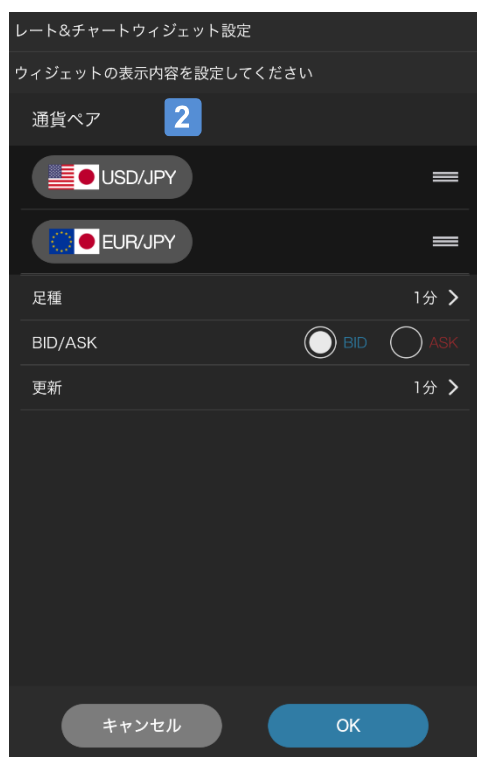 レート&チャートウィジェット設定
ウィジェットの表示内容を設定してください
通貨ペア 2
USD/JPY
EUR/JPY
足種 1分
BID/ASK BID ASK
更新 1分
キャンセル OK